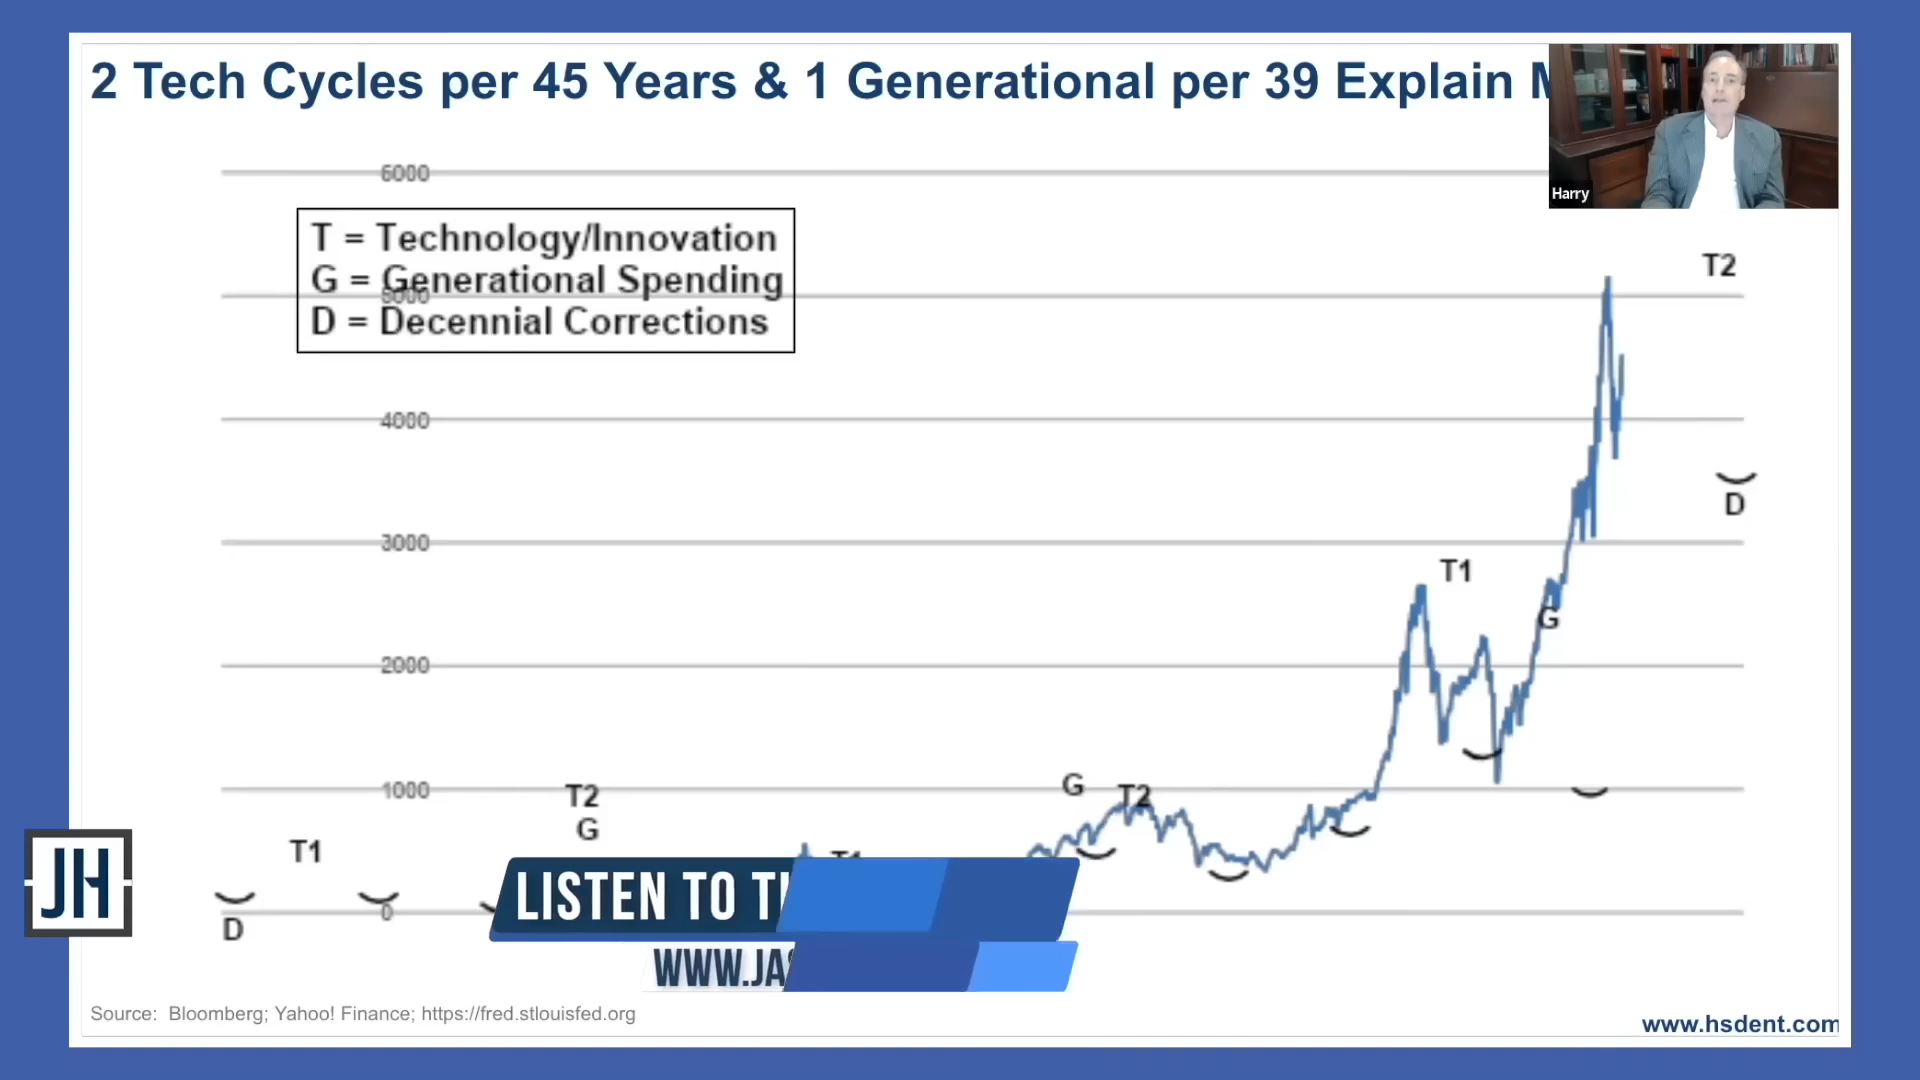 2 Tech Cycles per 45 Years & 1 Generational per 39 Explain
Harry
6000
T = Technology/Innovation
G = Generational Spending
D = Decennial Corrections
5000
T2
4000
D
3000
T1
G
2000
1000
T2
G
G
T2
T1
T1
0
D
JH
LISTEN TO
WWW.JAS
Source: Bloomberg; Yahoo! Finance; https://fred.stlouisfed.org
www.hsdent.com